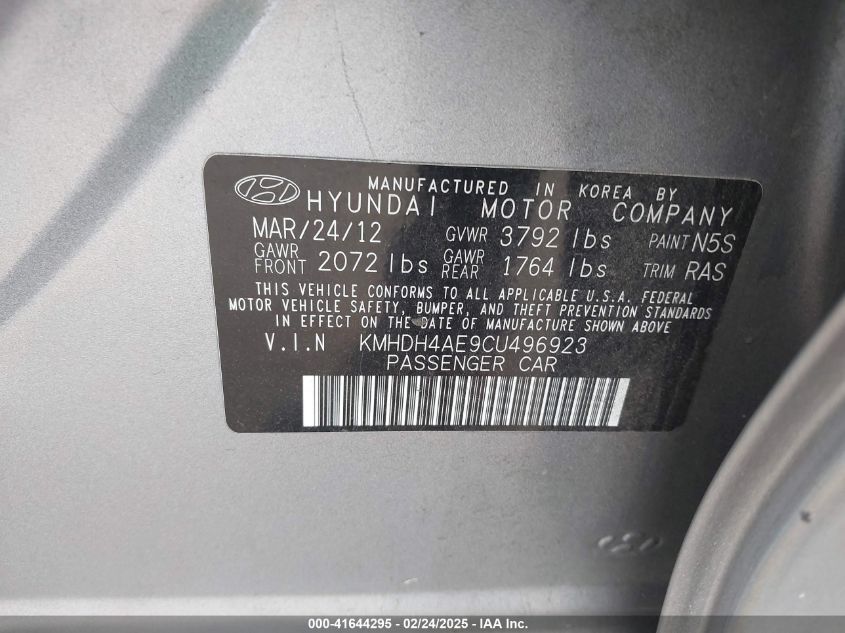 MANUFACTURED IN KOREA BY
HYUNDAI MOTOR COMPANY
MAR/24/12 GVWR 3792 lbs PAINT N5S
GAWR FRONT 2072 lbs GAWR REAR 1764 lbs TRIM RAS
THIS VEHICLE CONFORMS TO ALL APPLICABLE U.S.A. FEDERAL
MOTOR VEHICLE SAFETY, BUMPER, AND THEFT PREVENTION STANDARDS
IN EFFECT ON THE DATE OF MANUFACTURE SHOWN ABOVE
V.I.N KMHDH4AE9CU496923
PASSENGER CAR
000-41644295 - 02/24/2025 - IAA Inc.